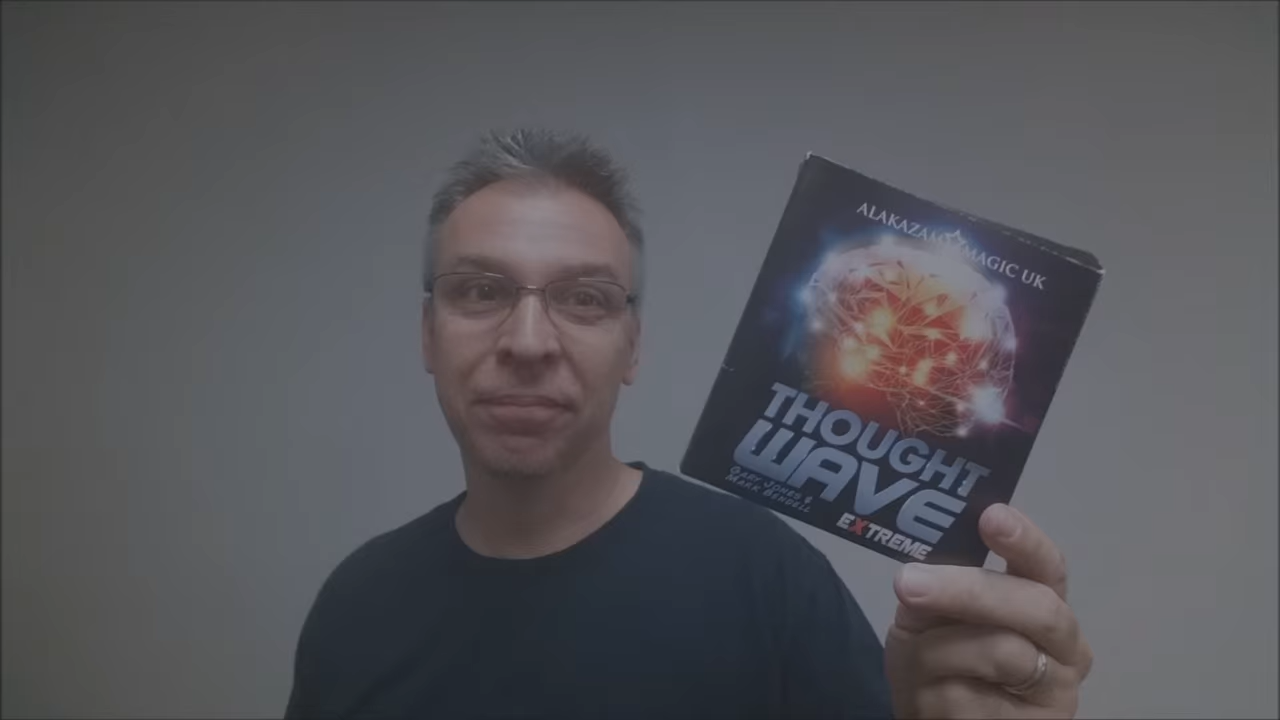 ALAKAZAM MAGIC UK
THOUGHT
WAVE
GARY JONES &
MARK BENDELL
EXTREME